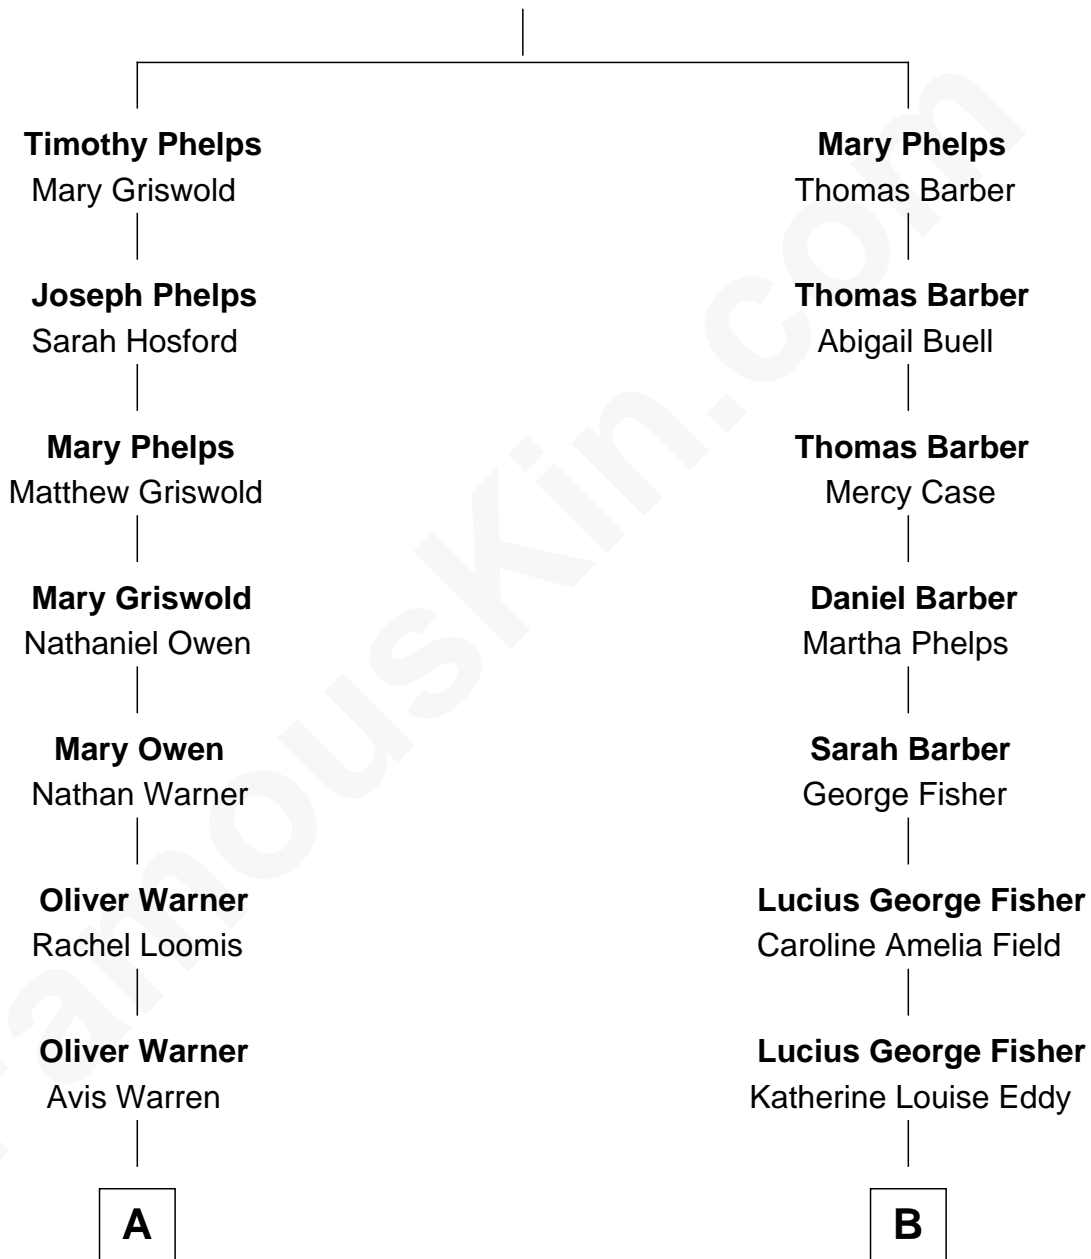 Timothy Phelps
Mary Griswold
Joseph Phelps
Sarah Hosford
Mary Phelps
Matthew Griswold
Mary Griswold
Nathaniel Owen
Mary Owen
Nathan Warner
Oliver Warner
Rachel Loomis
Oliver Warner
Avis Warren
A
Mary Phelps
Thomas Barber
Thomas Barber
Abigail Buell
Thomas Barber
Mercy Case
Daniel Barber
Martha Phelps
Sarah Barber
George Fisher
Lucius George Fisher
Caroline Amelia Field
Lucius George Fisher
Katherine Louise Eddy
B
FamousKin.com